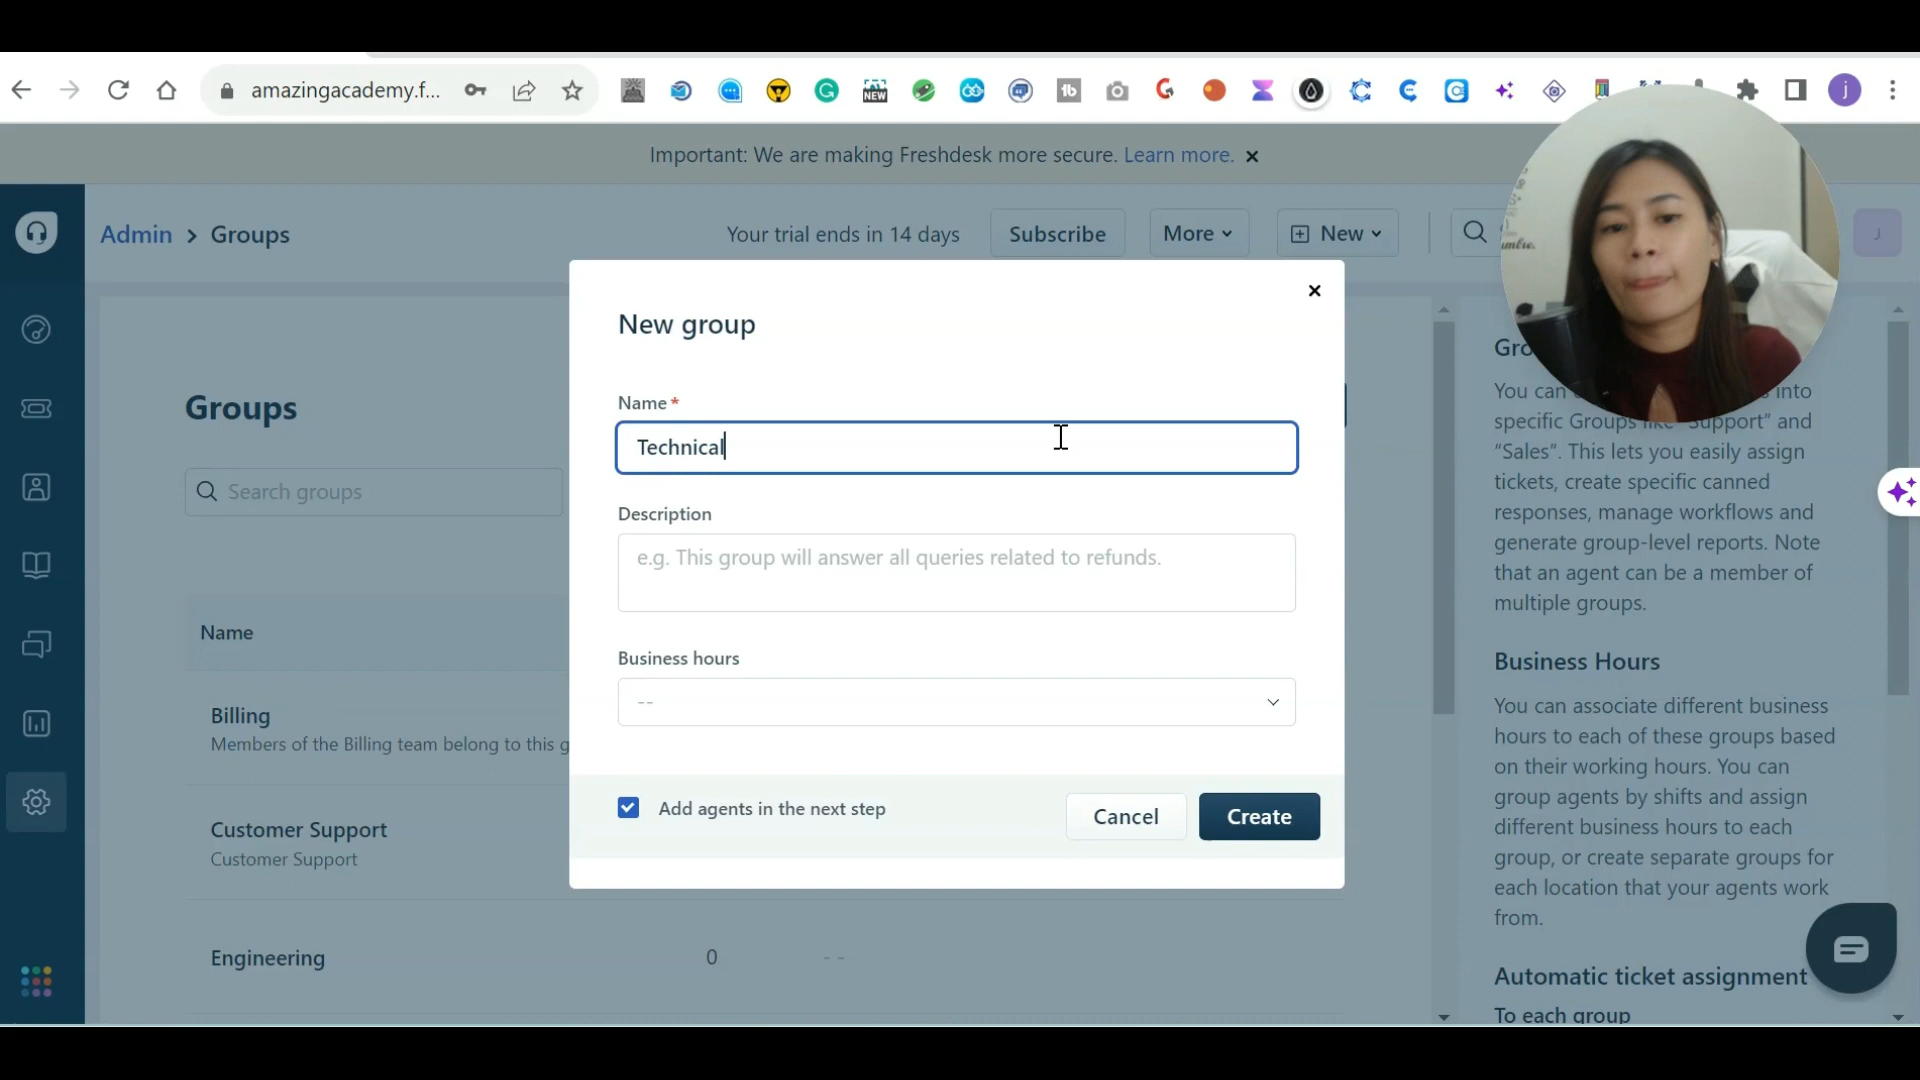 amazingacademy.f...
NEW
tb
j
Important: We are making Freshdesk more secure. Learn more. ×
Admin > Groups
Your trial ends in 14 days
Subscribe
More
New
J
New group
Name *
Technical
Description
e.g. This group will answer all queries related to refunds.
Business hours
--
Add agents in the next step
Cancel
Create
Groups
Search groups
Name
Billing
Members of the Billing team belong to this g
Customer Support
Customer Support
Engineering
0
- -
Gro
You can into
specific Groups like “Support” and
“Sales”. This lets you easily assign
tickets, create specific canned
responses, manage workflows and
generate group-level reports. Note
that an agent can be a member of
multiple groups.
Business Hours
You can associate different business
hours to each of these groups based
on their working hours. You can
group agents by shifts and assign
different business hours to each
group, or create separate groups for
each location that your agents work
from.
Automatic ticket assignment
To each group